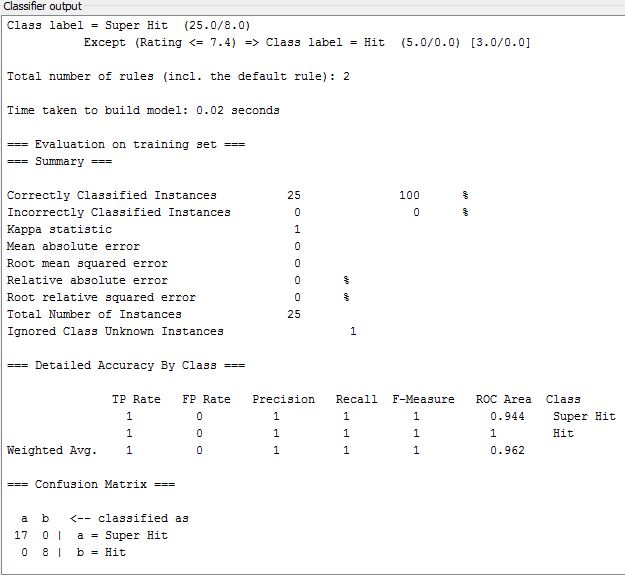 Classifier output
Class label = Super Hit  (25.0/8.0)
           Except (Rating <= 7.4) => Class label = Hit  (5.0/0.0) [3.0/0.0]
Total number of rules (incl. the default rule): 2
Time taken to build model: 0.02 seconds
=== Evaluation on training set ===
=== Summary ===
Correctly Classified Instances          25              100      %
Incorrectly Classified Instances         0                0      %
Kappa statistic                          1
Mean absolute error                      0
Root mean squared error                  0
Relative absolute error                  0      %
Root relative squared error              0      %
Total Number of Instances               25
Ignored Class Unknown Instances                  1
=== Detailed Accuracy By Class ===
               TP Rate   FP Rate   Precision   Recall  F-Measure   ROC Area  Class
                 1         0         1         1         1          0.944    Super Hit
                 1         0         1         1         1          1        Hit
Weighted Avg.    1         0         1         1         1          0.962
=== Confusion Matrix ===
  a  b   <-- classified as
 17  0 |  a = Super Hit
  0  8 |  b = Hit